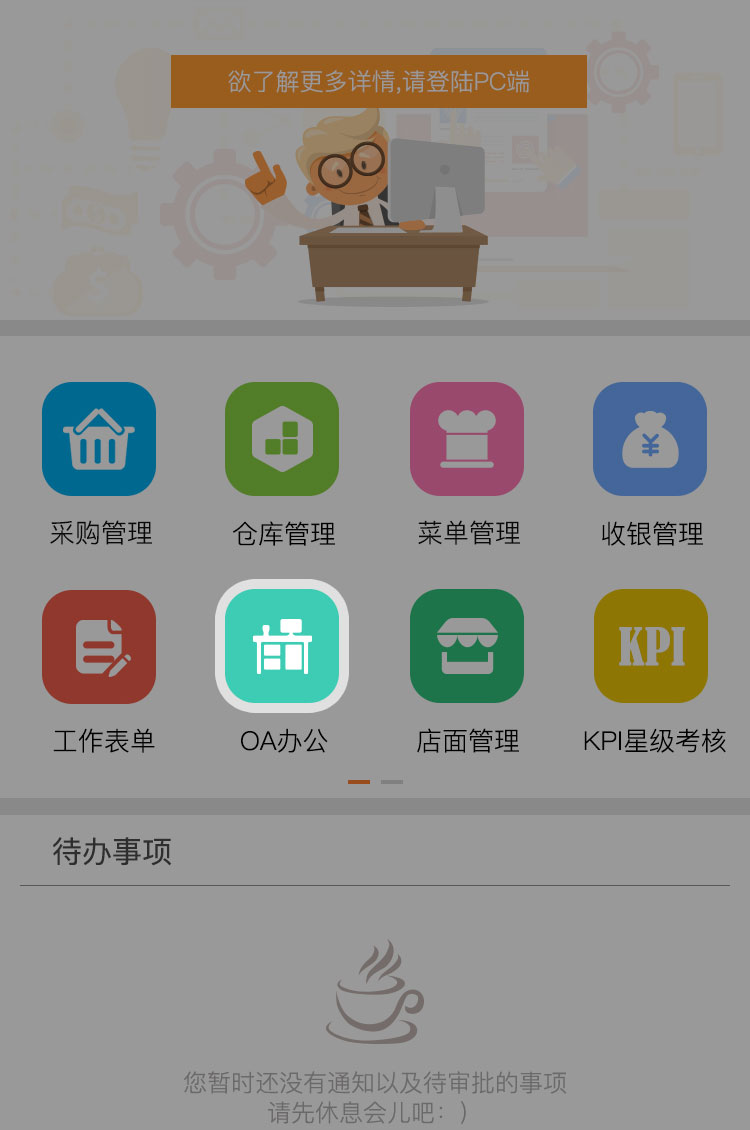 欲了解更多详情,请登陆PC端
采购管理
仓库管理
菜单管理
收银管理
KPI
工作表单
OA办公
店面管理
KPI星级考核
待办事项
您暂时还没有通知以及待审批的事项
请先休息会儿吧：)